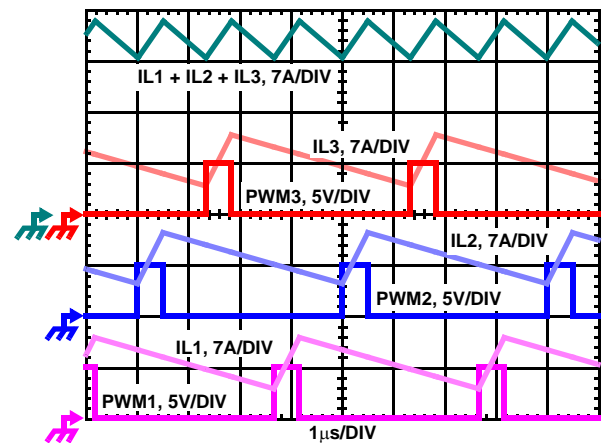 IL1 + IL2 + IL3, 7A/DIV
IL3, 7A/DIV
PWM3, 5V/DIV
IL2, 7A/DIV
PWM2, 5V/DIV
IL1, 7A/DIV
PWM1, 5V/DIV
1μs/DIV